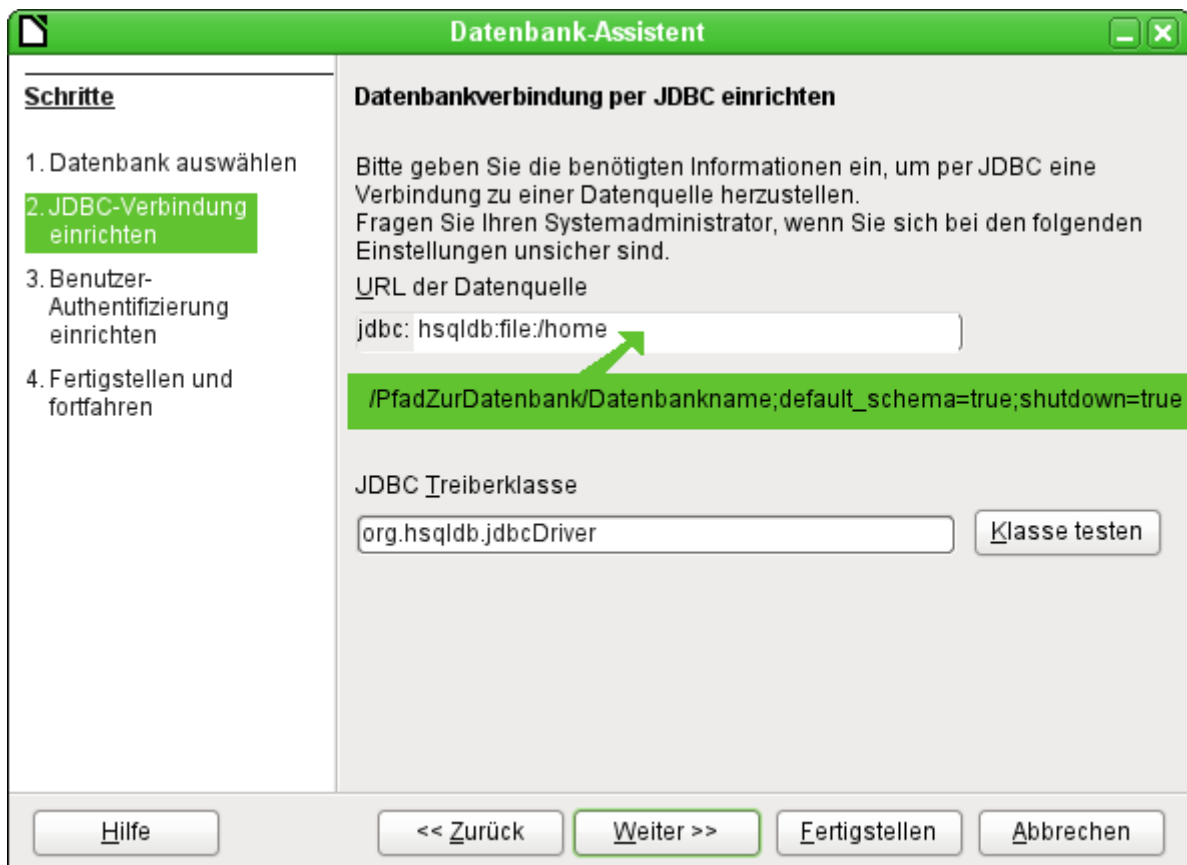 Datenbank-Assistent
Schritte
1. Datenbank auswählen
2. JDBC-Verbindung
einrichten
3. Benutzer-
Authentifizierung
einrichten
4. Fertigstellen und
fortfahren
Datenbankverbindung per JDBC einrichten
Bitte geben Sie die benötigten Informationen ein, um per JDBC eine
Verbindung zu einer Datenquelle herzustellen.
Fragen Sie Ihren Systemadministrator, wenn Sie sich bei den folgenden
Einstellungen unsicher sind.
URL der Datenquelle
jdbc: hsqldb:file:/home
/PfadZurDatenbank/Datenbankname;default_schema=true;shutdown=true
JDBC Treiberklasse
org.hsqldb.jdbcDriver
Klasse testen
Hilfe
<< Zurück
Weiter >>
Fertigstellen
Abbrechen